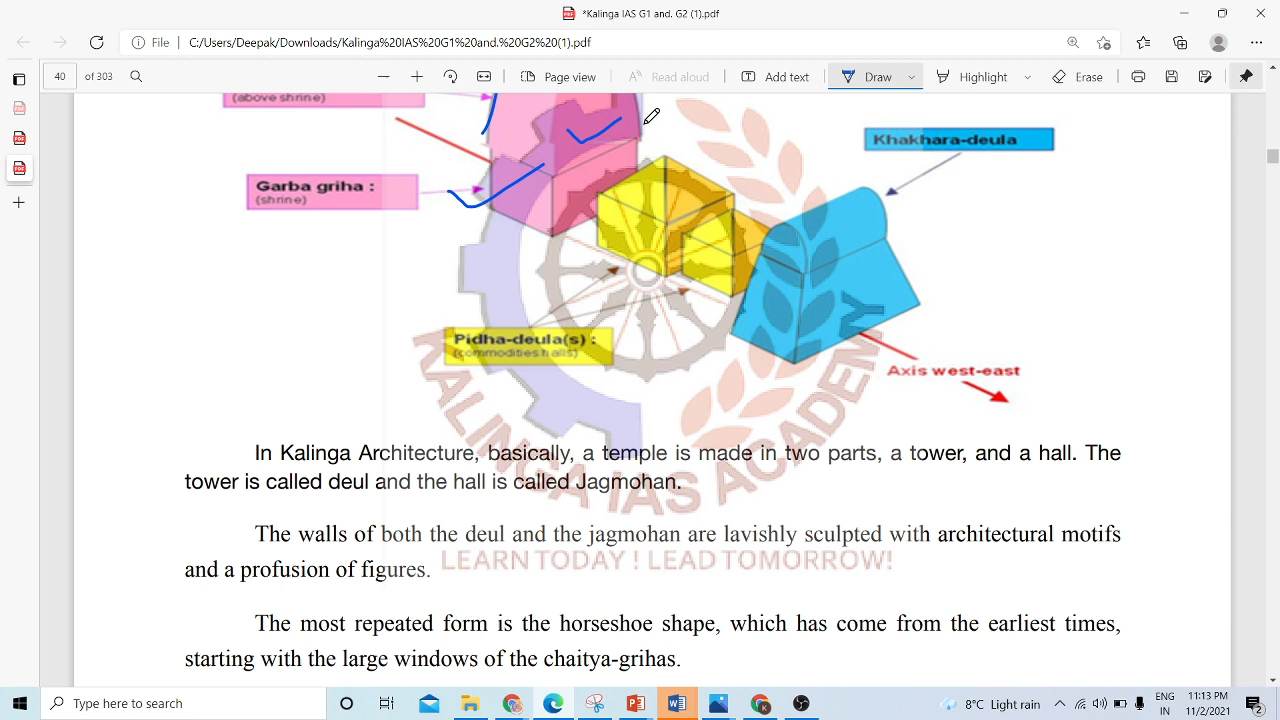 *Kalinga IAS G1 and. G2 (1).pdf
File
C:/Users/Deepak/Downloads/Kalinga%20IAS%20G1%20and.%20G2%20(1).pdf
40 of 303
Page view
Read aloud
Add text
Draw
Highlight
Erase
(above shrine)
Khakhara-deula
Garba griha :
(shrine)
Pidha-deula(s) :
(commodities halls)
Axis west-east
KALINGA IAS ACADEMY
In Kalinga Architecture, basically, a temple is made in two parts, a tower, and a hall. The
tower is called deul and the hall is called Jagmohan.
The walls of both the deul and the jagmohan are lavishly sculpted with architectural motifs
and a profusion of figures.
LEARN TODAY ! LEAD TOMORROW!
The most repeated form is the horseshoe shape, which has come from the earliest times,
starting with the large windows of the chaitya-grihas.
Type here to search
8°C Light rain
ENG
IN
11:13 PM
11/2/2021
2